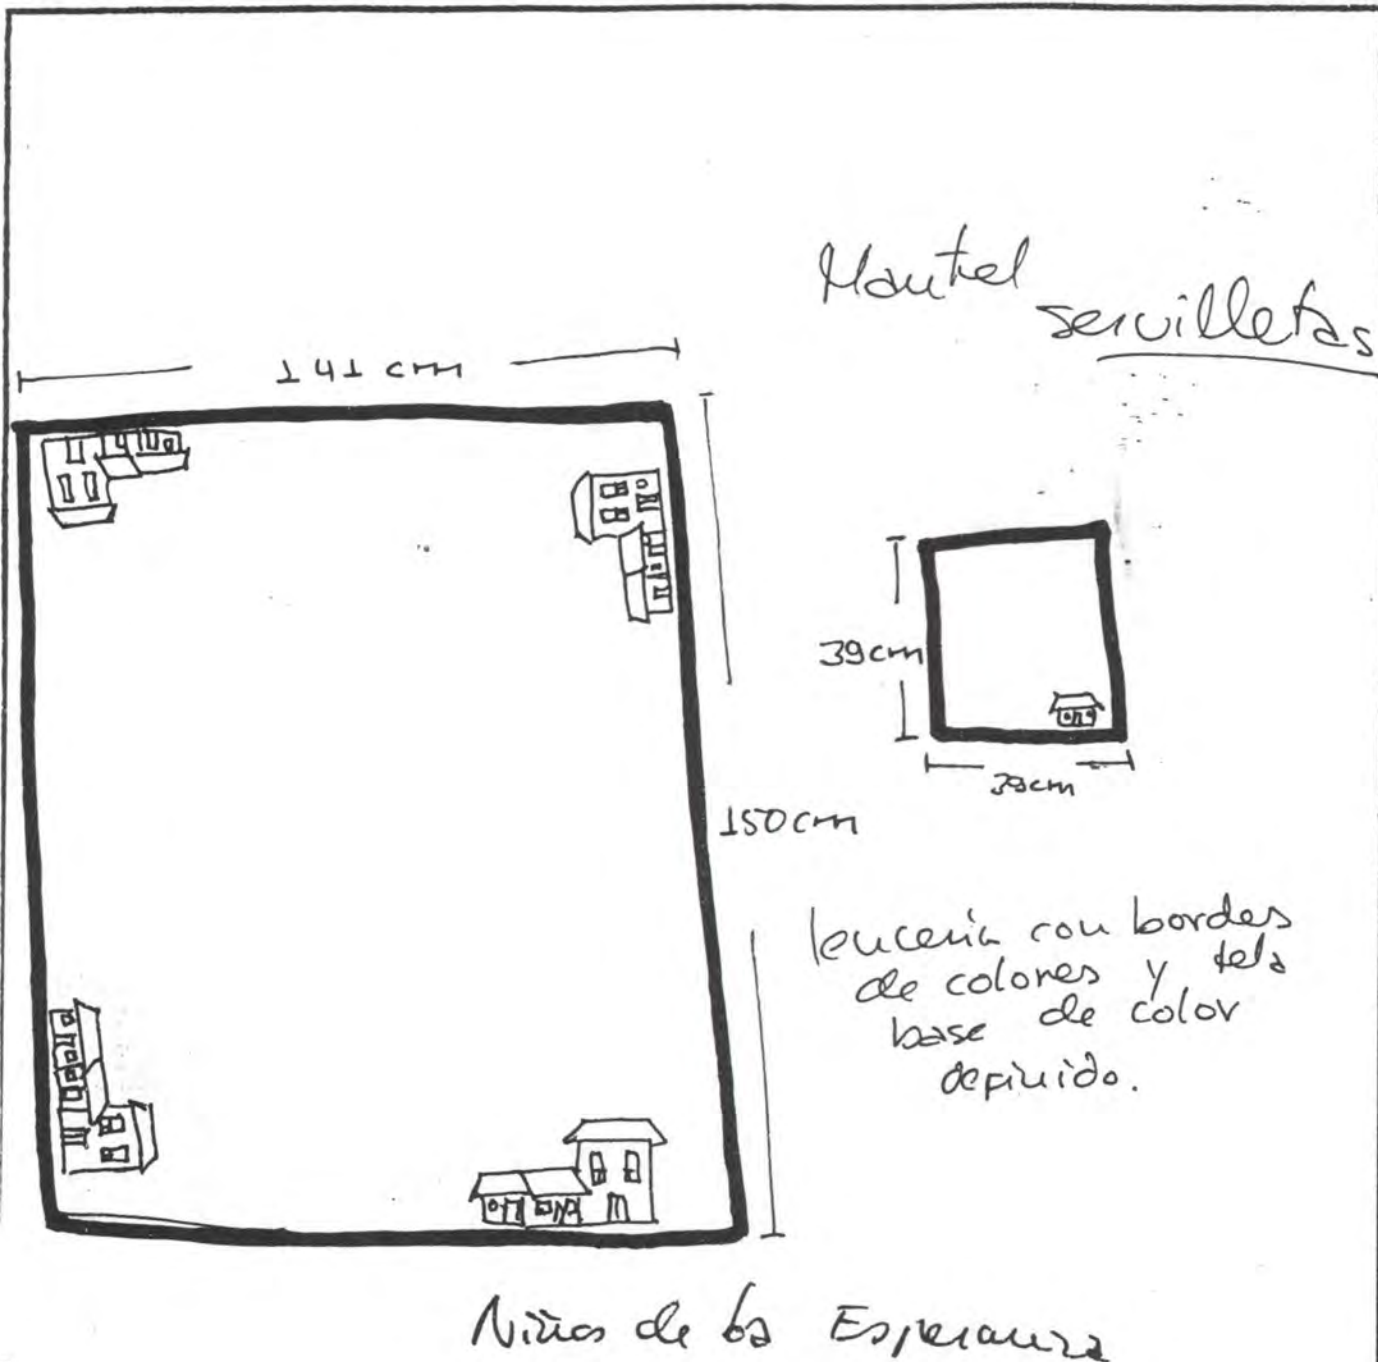 Mantel
servilletas
141 cm
39cm
39cm
150cm
lencería con bordes
de colores y tela
base de color
definido.
Niños de la Esperanza